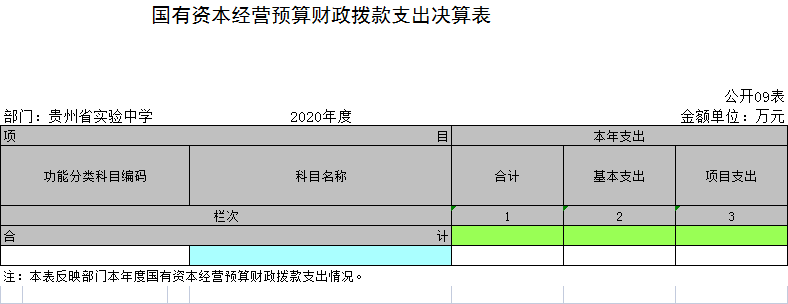 国有资本经营预算财政拨款支出决算表
公开09表
部门：贵州省实验中学 2020年度 金额单位：万元
项 目 本年支出
功能分类科目编码 科目名称 合计 基本支出 项目支出
栏次 1 2 3
合 计
注：本表反映部门本年度国有资本经营预算财政拨款支出情况。